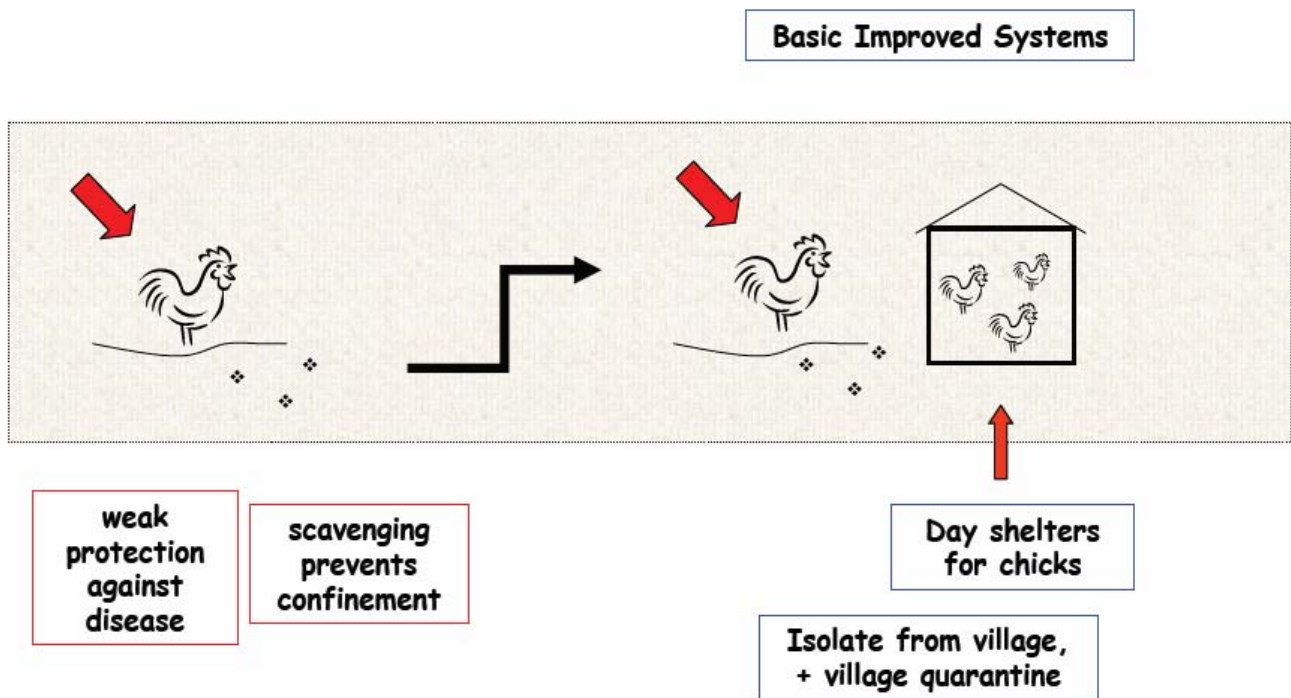 Basic Improved Systems
weak
protection
against
disease
scavenging
prevents
confinement
Day shelters
for chicks
Isolate from village,
+ village quarantine